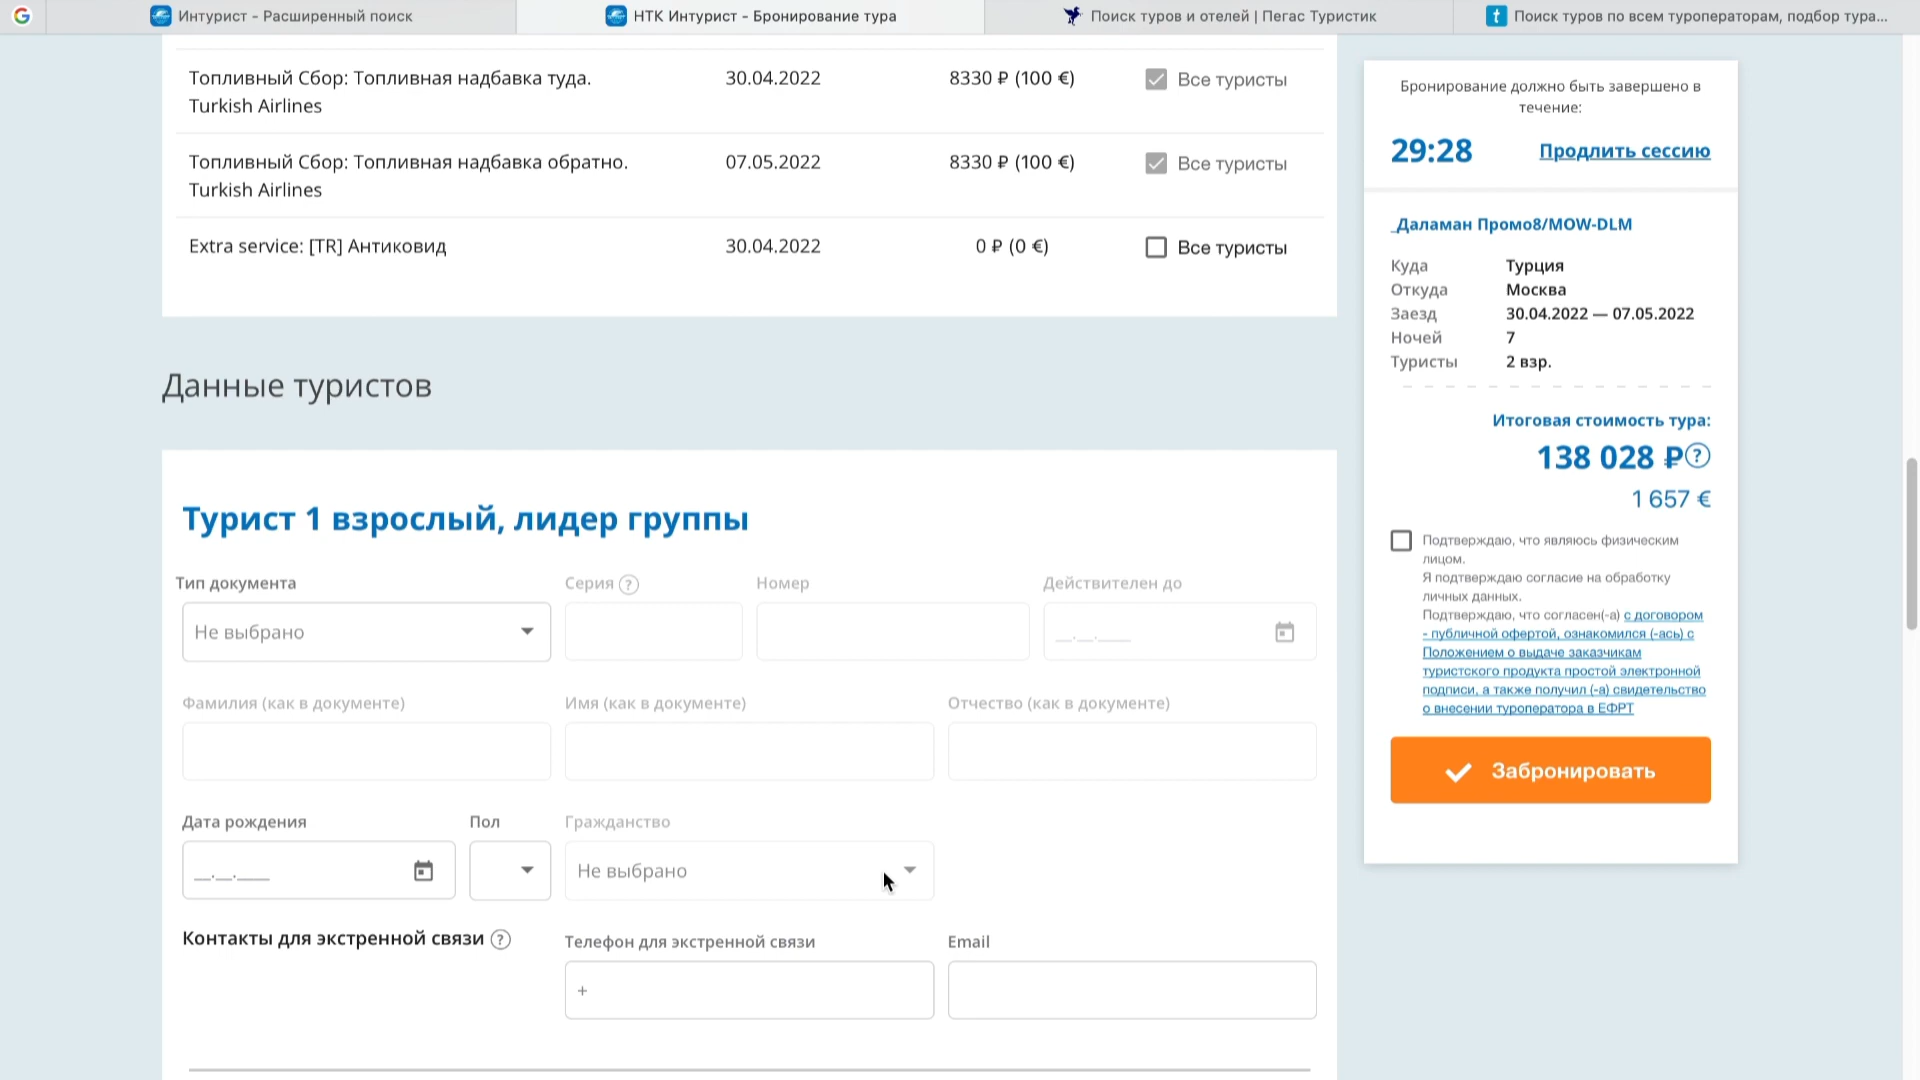 Интурист - Расширенный поиск
НТК Интурист - Бронирование тура
Поиск туров и отелей | Пегас Туристик
Поиск туров по всем туроператорам, подбор тура...
Топливный Сбор: Топливная надбавка туда.
Turkish Airlines
30.04.2022
8330 ₽ (100 €)
Все туристы
Топливный Сбор: Топливная надбавка обратно.
Turkish Airlines
07.05.2022
8330 ₽ (100 €)
Все туристы
Extra service: [TR] Антиковид
30.04.2022
0 ₽ (0 €)
Все туристы
Данные туристов
Турист 1 взрослый, лидер группы
Тип документа
Серия ?
Номер
Действителен до
Не выбрано
__.__.____
Фамилия (как в документе)
Имя (как в документе)
Отчество (как в документе)
Дата рождения
Пол
Гражданство
__.__.____
Не выбрано
Контакты для экстренной связи ?
Телефон для экстренной связи
Email
+
Бронирование должно быть завершено в
течение:
29:28
Продлить сессию
_Даламан Промо8/MOW-DLM
Куда Турция
Откуда Москва
Заезд 30.04.2022 — 07.05.2022
Ночей 7
Туристы 2 взр.
Итоговая стоимость тура:
138 028 ₽ ?
1 657 €
Подтверждаю, что являюсь физическим
лицом.
Я подтверждаю согласие на обработку
личных данных.
Подтверждаю, что согласен(-а) с договором
- публичной офертой, ознакомился (-ась) с
Положением о выдаче заказчикам
туристского продукта простой электронной
подписи, а также получил (-а) свидетельство
о внесении туроператора в ЕФРТ
Забронировать